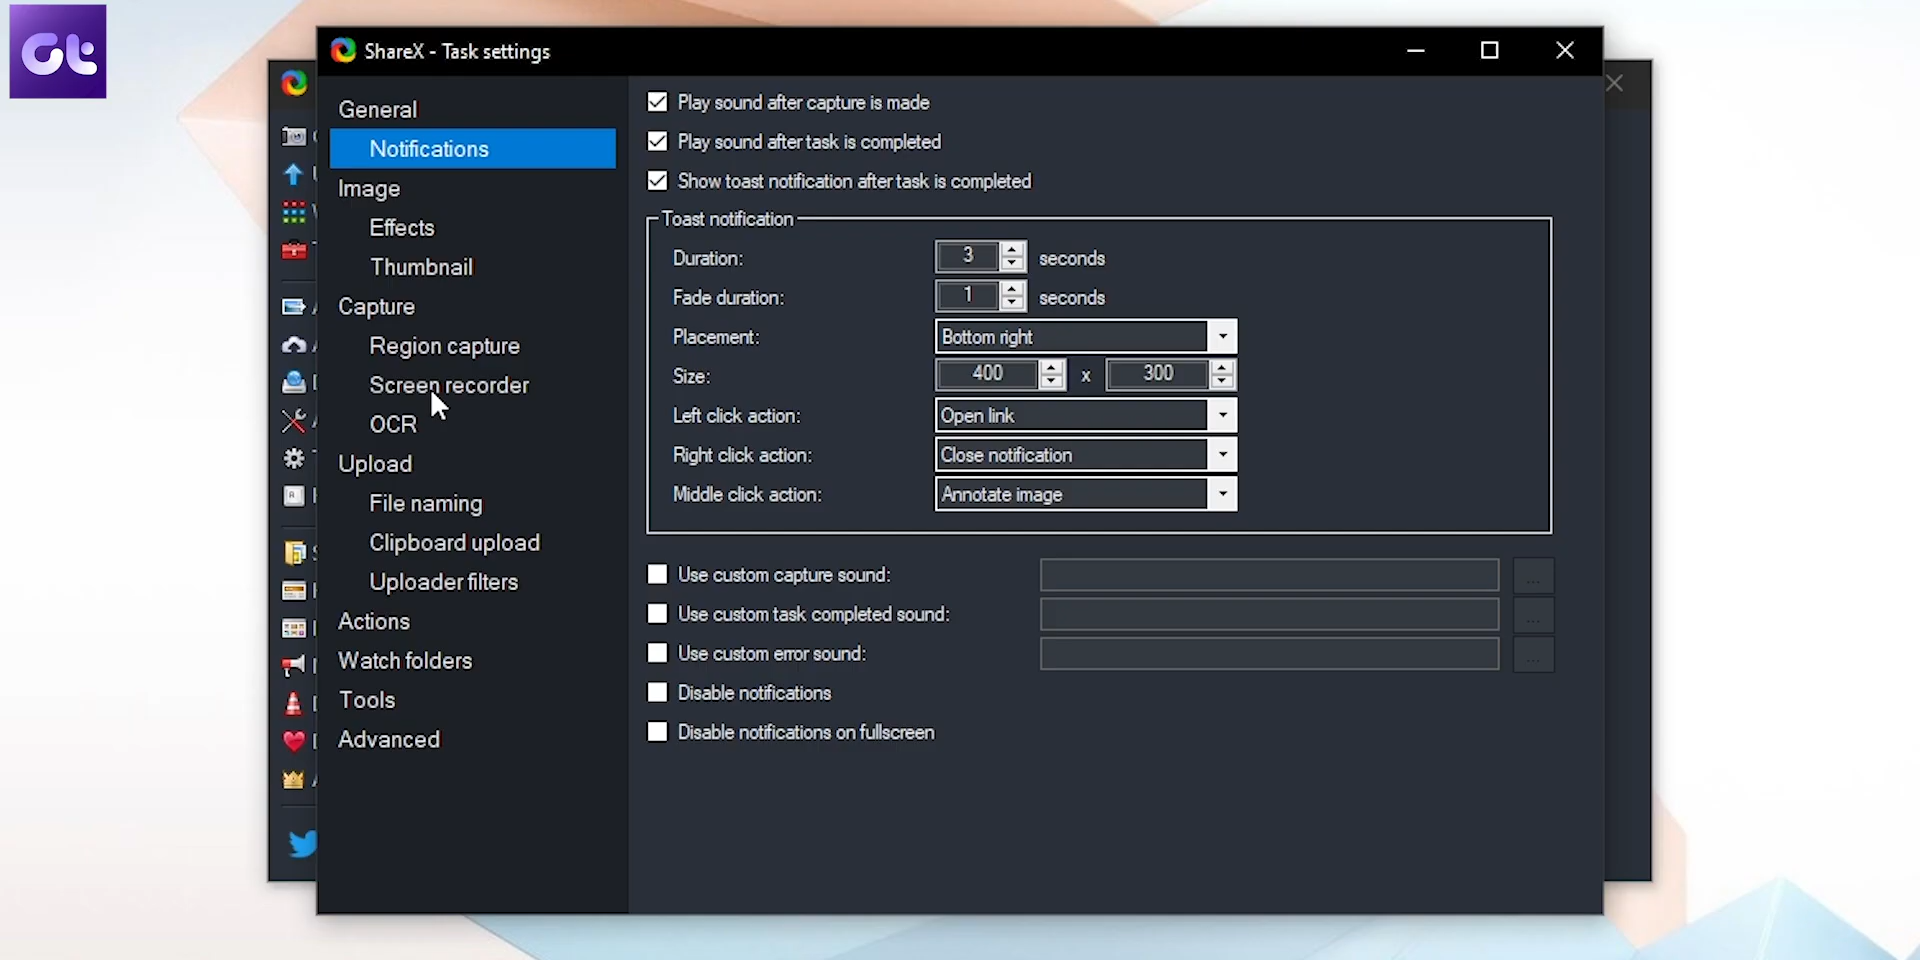 Gt
ShareX - Task settings
General
Notifications
Image
Effects
Thumbnail
Capture
Region capture
Screen recorder
OCR
Upload
File naming
Clipboard upload
Uploader filters
Actions
Watch folders
Tools
Advanced
Play sound after capture is made
Play sound after task is completed
Show toast notification after task is completed
Toast notification
Duration: 3 seconds
Fade duration: 1 seconds
Placement: Bottom right
Size: 400 x 300
Left click action: Open link
Right click action: Close notification
Middle click action: Annotate image
Use custom capture sound: ...
Use custom task completed sound: ...
Use custom error sound: ...
Disable notifications
Disable notifications on fullscreen